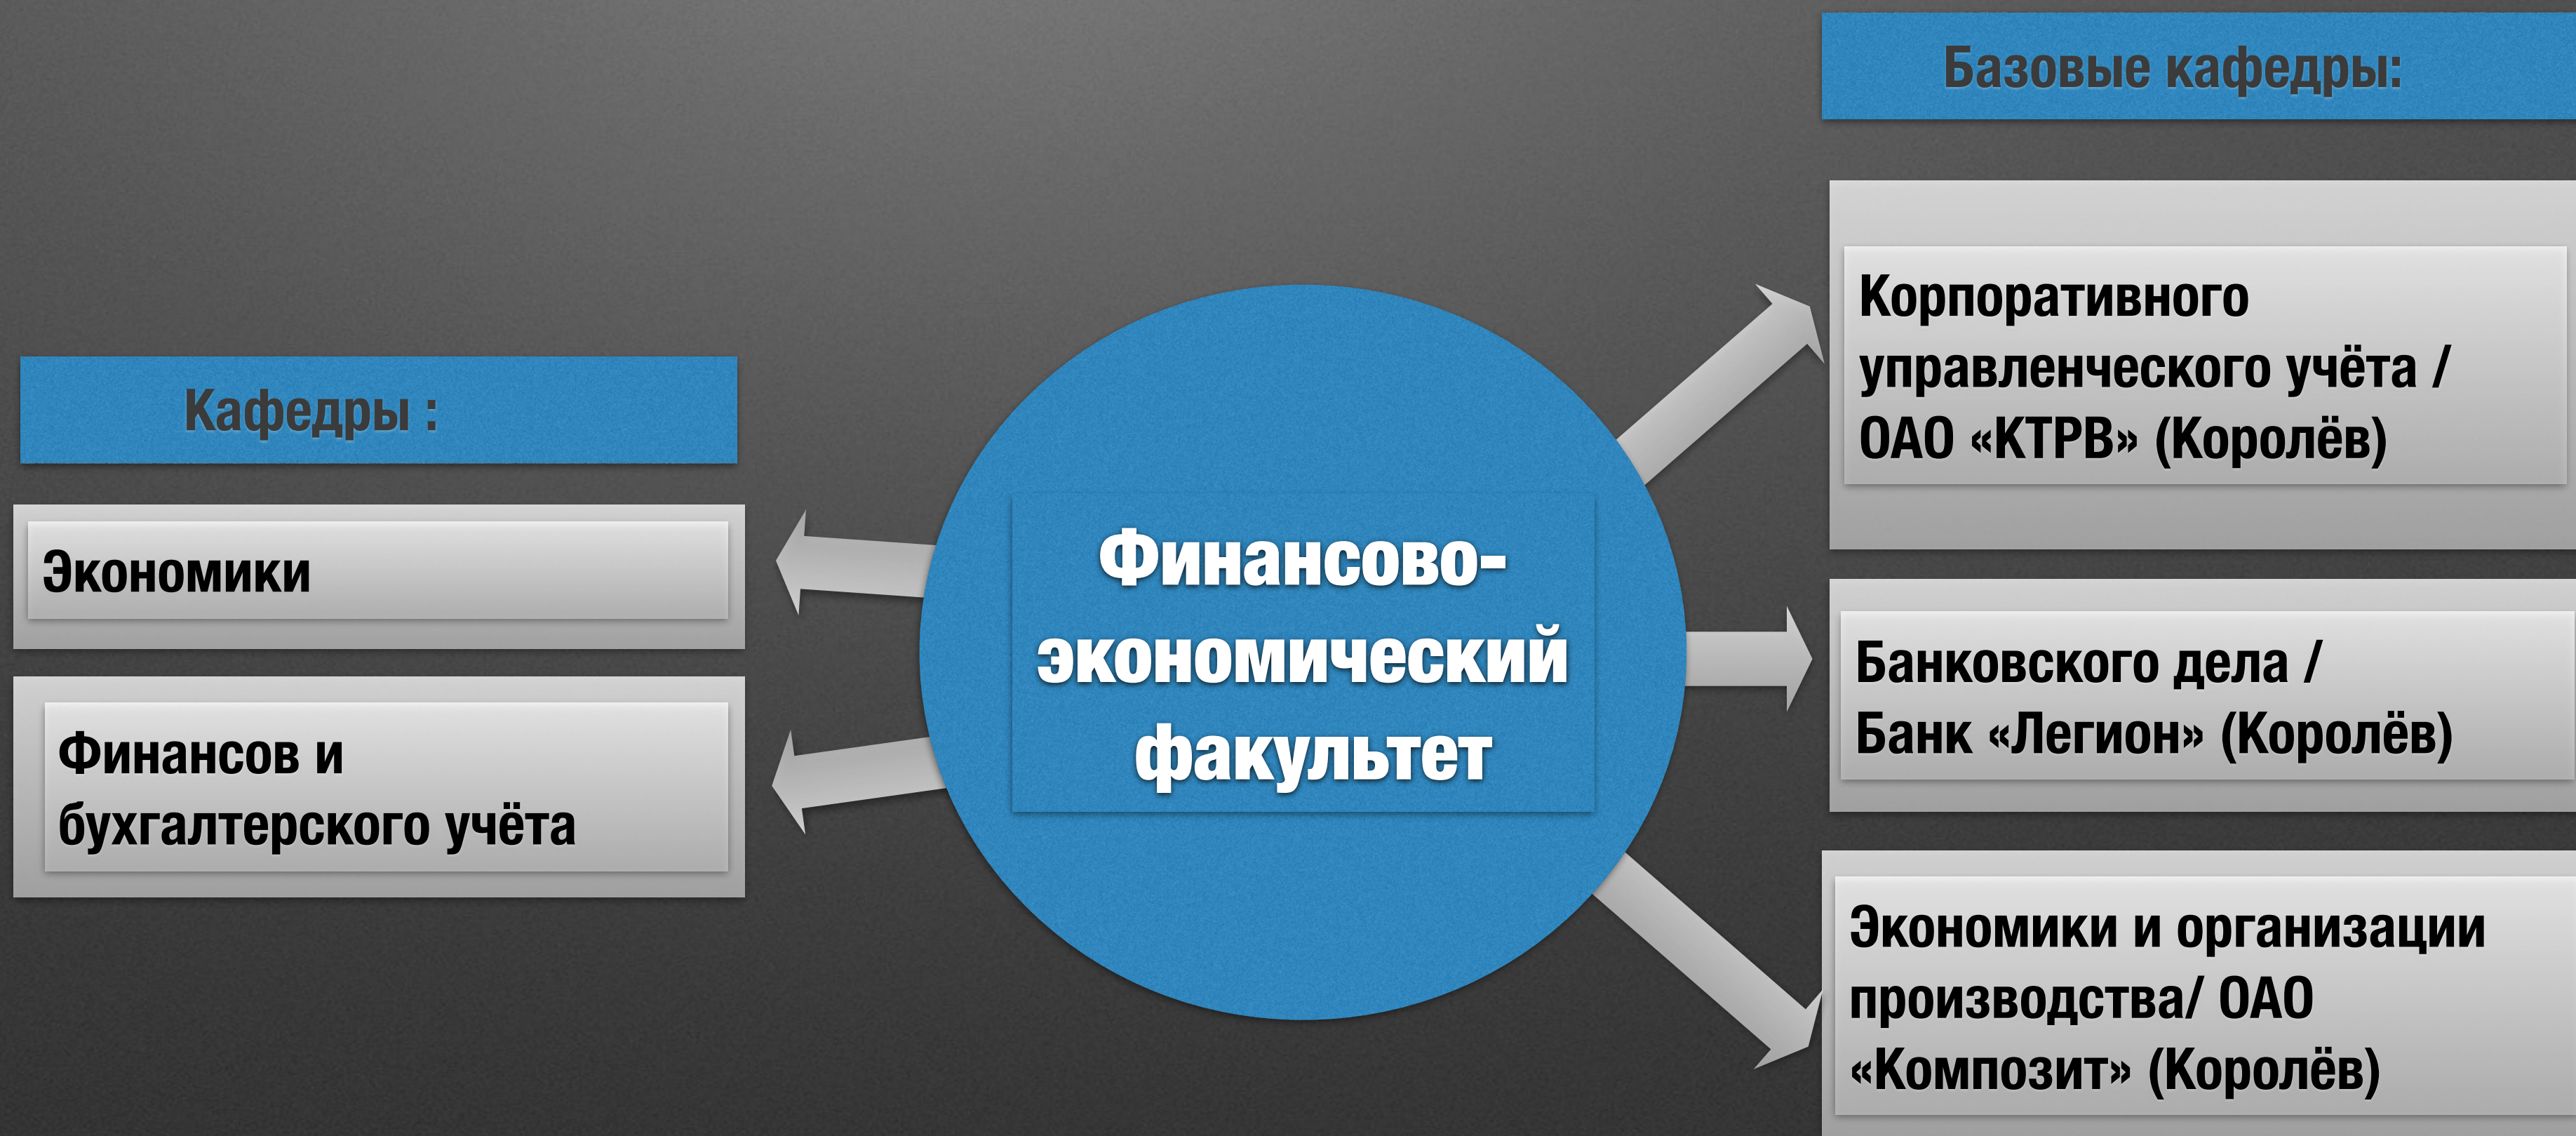 Кафедры :
Экономики
Финансов и
бухгалтерского учёта
Финансово-
экономический
факультет
Базовые кафедры:
Корпоративного
управленческого учёта /
ОАО «КТРВ» (Королёв)
Банковского дела /
Банк «Легион» (Королёв)
Экономики и организации
производства/ ОАО
«Композит» (Королёв)